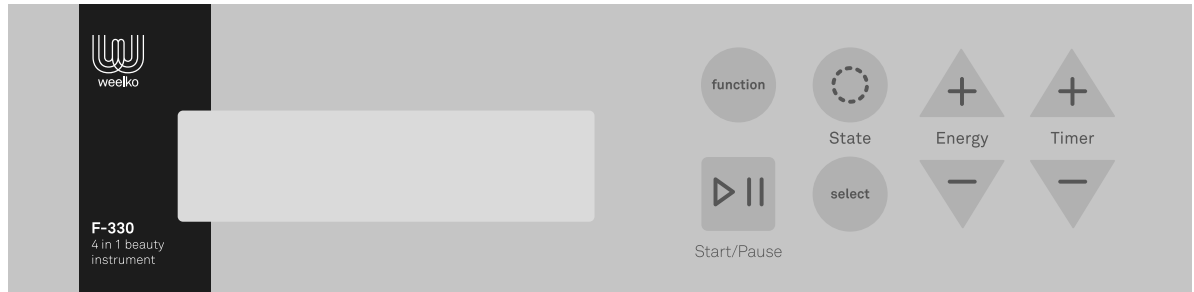 weelko
F-330
4 in 1 beauty
instrument
function
State
Energy
Timer
select
Start/Pause